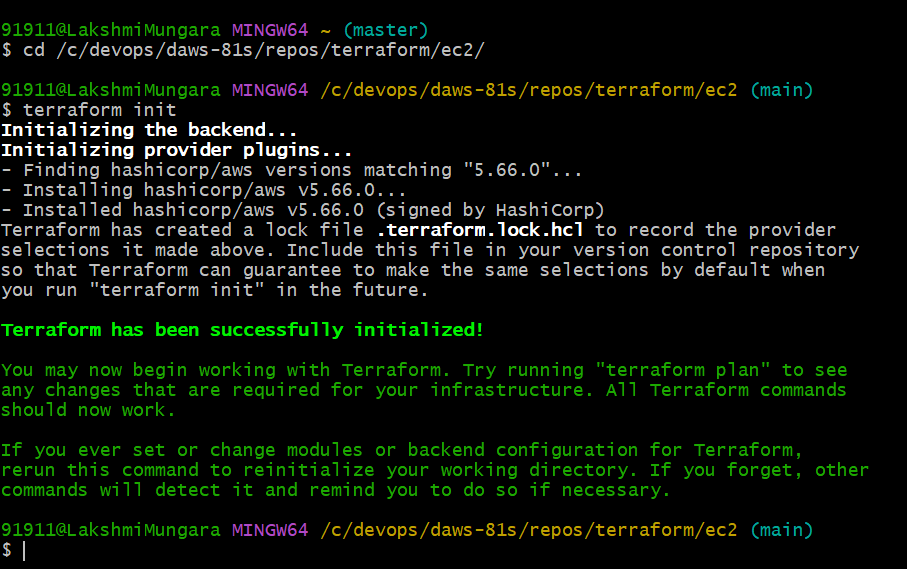 91911@LakshmiMungara MINGW64 ~ (master)
$ cd /c/devops/daws-81s/repos/terraform/ec2/
91911@LakshmiMungara MINGW64 /c/devops/daws-81s/repos/terraform/ec2 (main)
$ terraform init
Initializing the backend...
Initializing provider plugins...
- Finding hashicorp/aws versions matching "5.66.0"...
- Installing hashicorp/aws v5.66.0...
- Installed hashicorp/aws v5.66.0 (signed by HashiCorp)
Terraform has created a lock file .terraform.lock.hcl to record the provider
selections it made above. Include this file in your version control repository
so that Terraform can guarantee to make the same selections by default when
you run "terraform init" in the future.
Terraform has been successfully initialized!
You may now begin working with Terraform. Try running "terraform plan" to see
any changes that are required for your infrastructure. All Terraform commands
should now work.
If you ever set or change modules or backend configuration for Terraform,
rerun this command to reinitialize your working directory. If you forget, other
commands will detect it and remind you to do so if necessary.
91911@LakshmiMungara MINGW64 /c/devops/daws-81s/repos/terraform/ec2 (main)
$